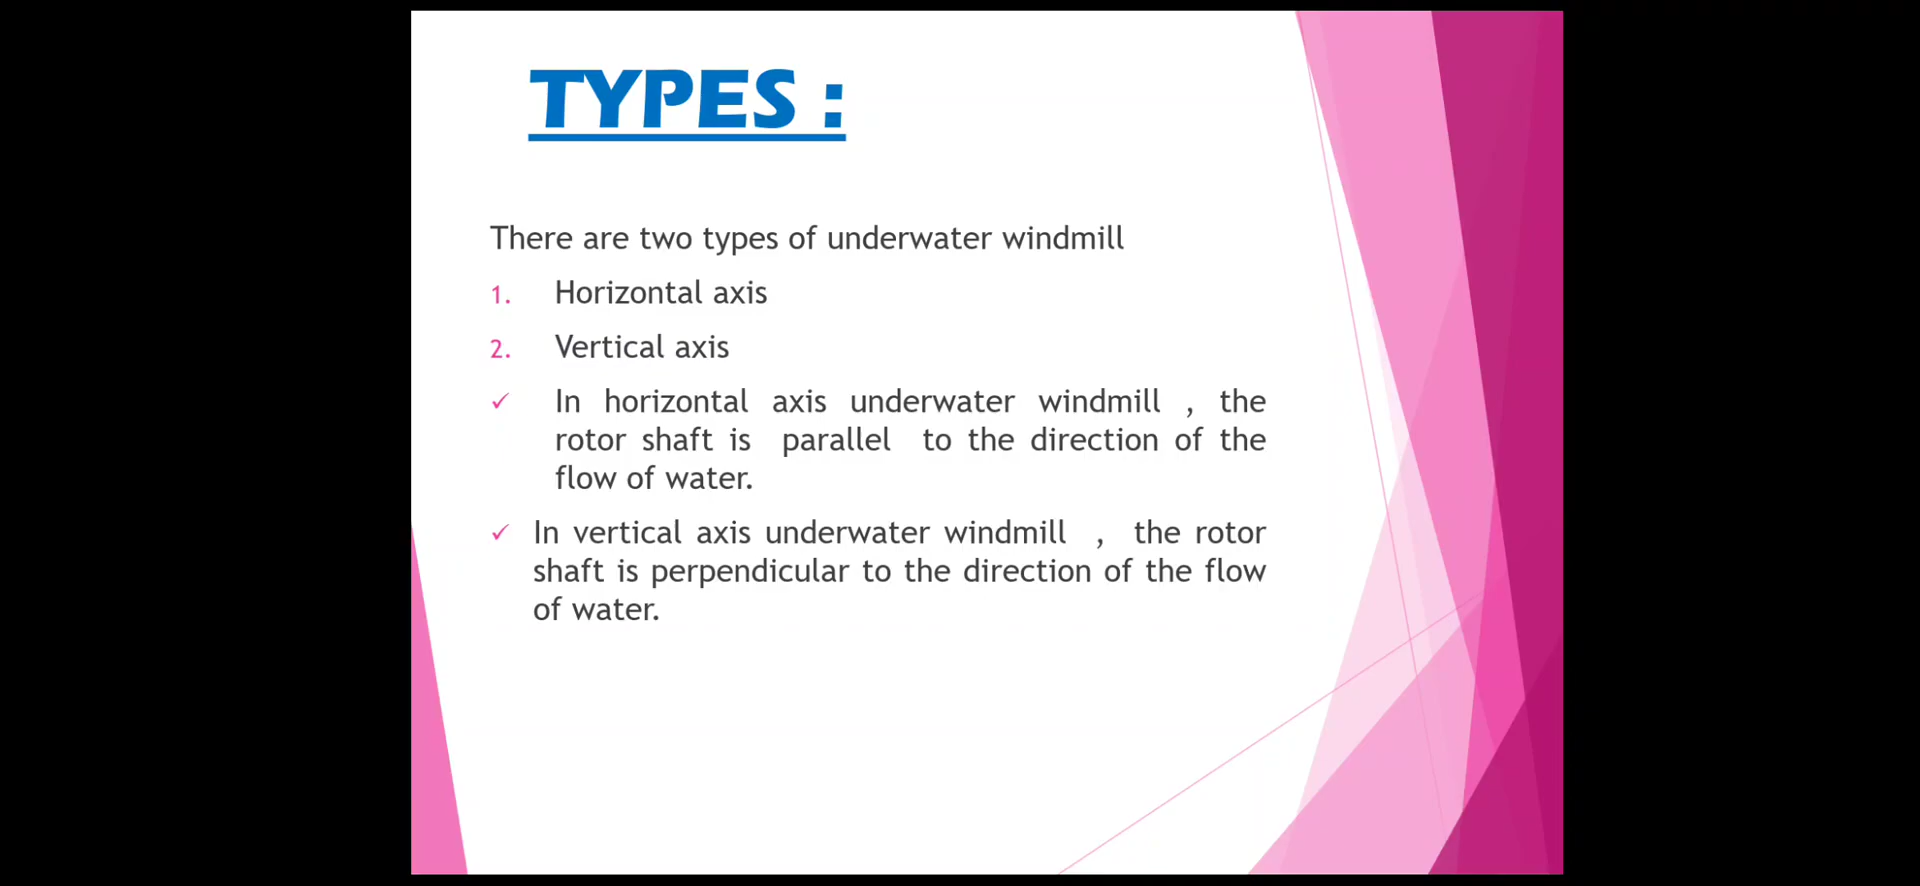 TYPES :
There are two types of underwater windmill
1. Horizontal axis
2. Vertical axis
✓ In horizontal axis underwater windmill , the
rotor shaft is parallel to the direction of the
flow of water.
✓ In vertical axis underwater windmill , the rotor
shaft is perpendicular to the direction of the flow
of water.